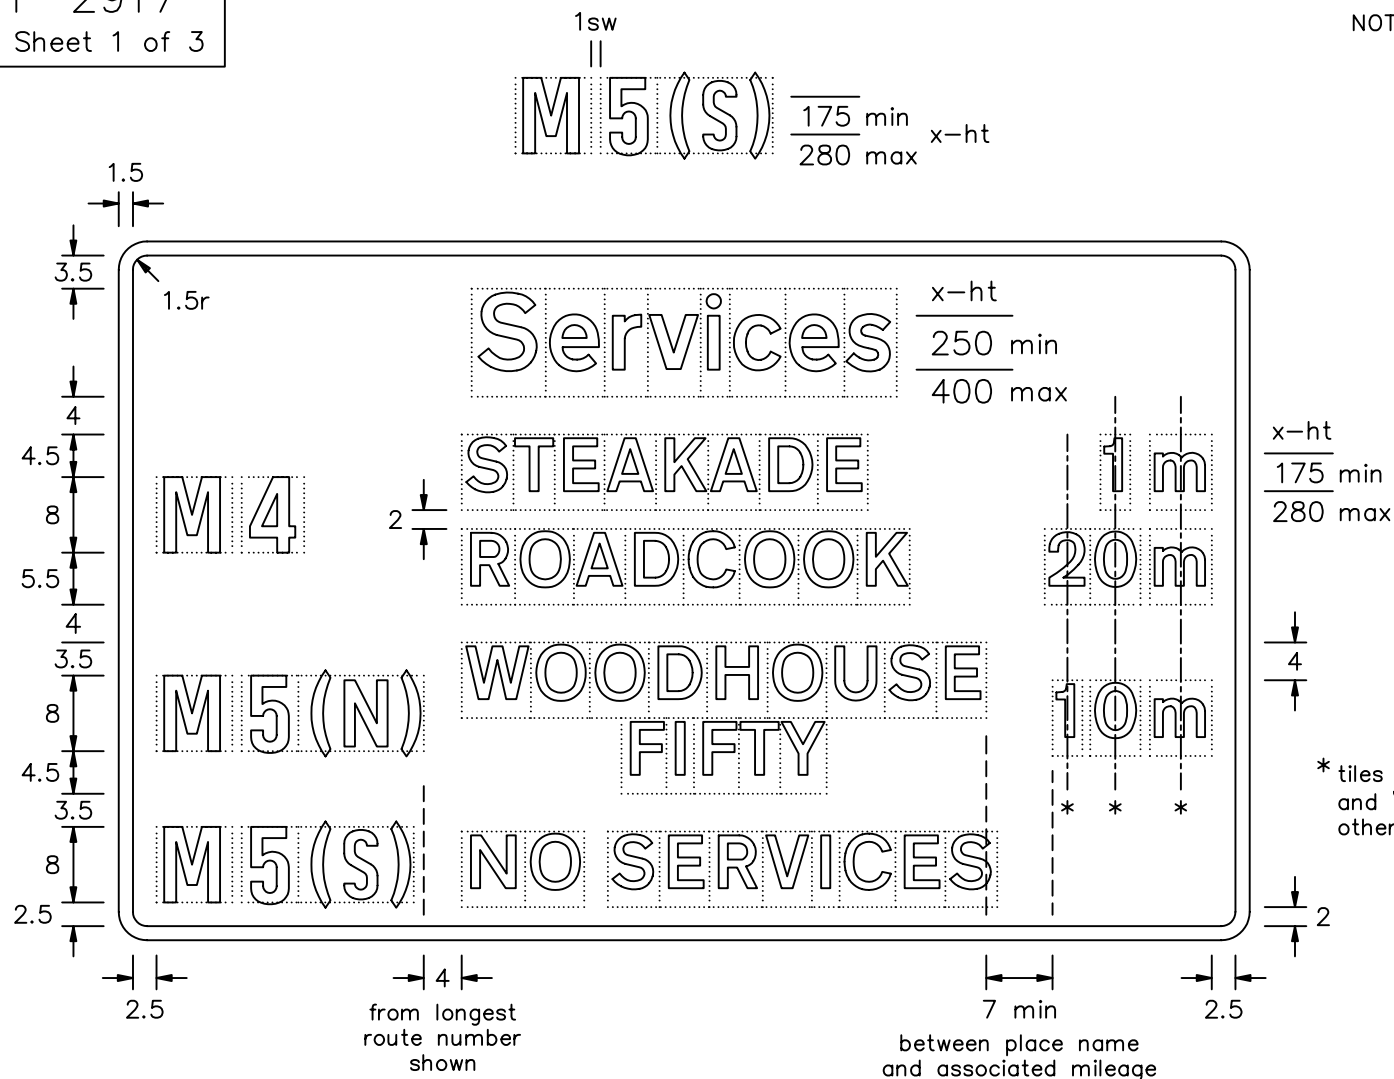 Sheet 1 of 3
NOT
1sw
M5(S)
175 min
280 max
x-ht
1.5
3.5
1.5r
Services
x-ht
250 min
400 max
4
4.5
8
5.5
4
3.5
8
4.5
3.5
8
2.5
M4
2
STEAKADE 1m
ROADCOOK 20m
x-ht
175 min
280 max
M5(N)
WOODHOUSE
FIFTY
10m
4
* * *
* tiles
and
other
M5(S)
NO SERVICES
2
2.5
4
from longest
route number
shown
7 min
between place name
and associated mileage
2.5